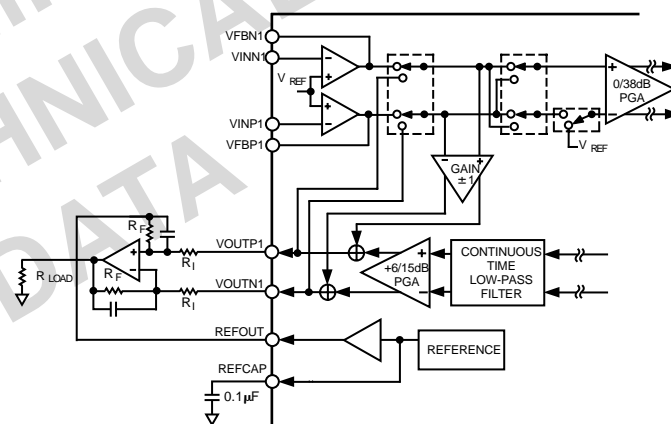 TECHNICAL
DATA
VFBN1
VINN1
V REF
VINP1
VFBP1
0/38dB
PGA
V REF
GAIN
± 1
R F
R LOAD
R F
R I
R I
VOUTP1
VOUTN1
+6/15dB
PGA
CONTINUOUS
TIME
LOW-PASS
FILTER
REFOUT
REFCAP
REFERENCE
0.1µF